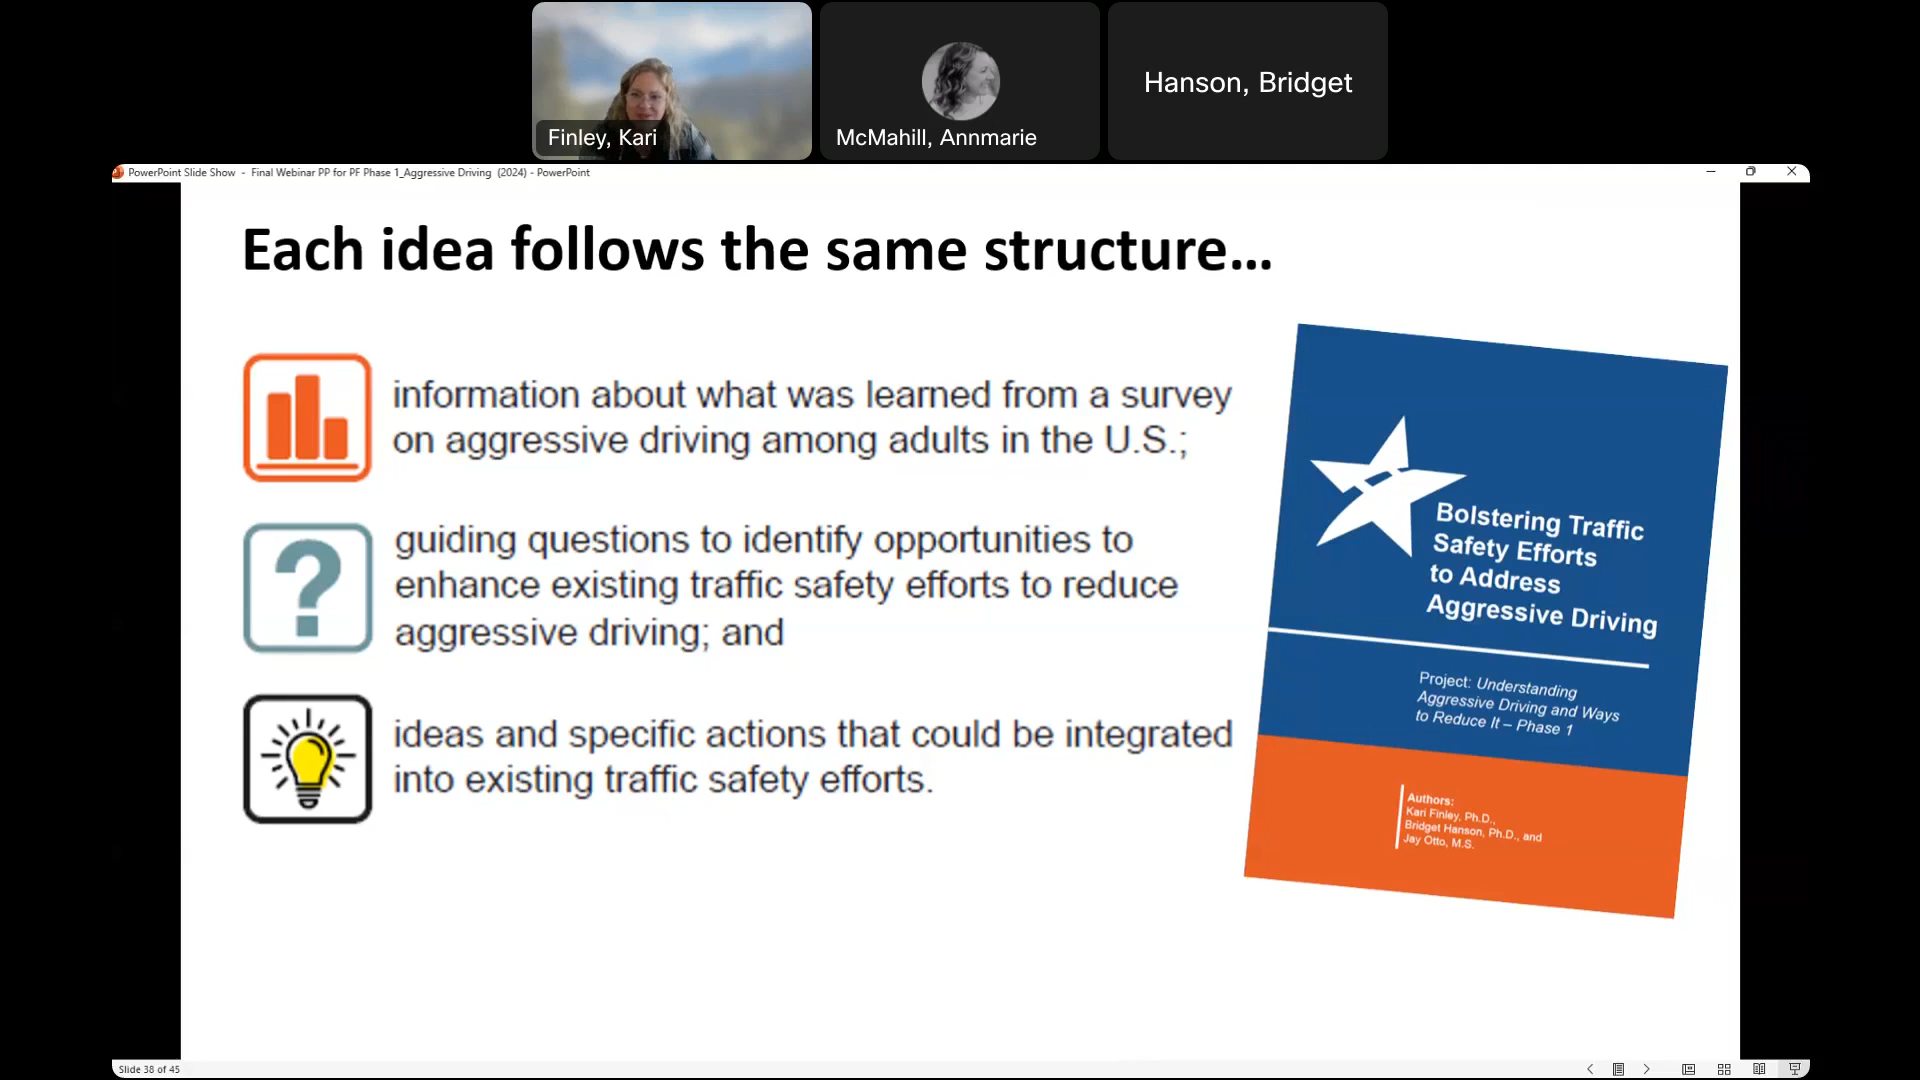 Finley, Kari
McMahill, Annmarie
Hanson, Bridget
PowerPoint Slide Show - Final Webinar PP for PF Phase 1_Aggressive Driving (2024) - PowerPoint
Each idea follows the same structure...
information about what was learned from a survey
on aggressive driving among adults in the U.S.;
?
guiding questions to identify opportunities to
enhance existing traffic safety efforts to reduce
aggressive driving; and
ideas and specific actions that could be integrated
into existing traffic safety efforts.
Bolstering Traffic
Safety Efforts
to Address
Aggressive Driving
Project: Understanding
Aggressive Driving and Ways
to Reduce It – Phase 1
Authors:
Kari Finley, Ph.D.,
Bridget Hanson, Ph.D., and
Jay Otto, M.S.
Slide 38 of 45